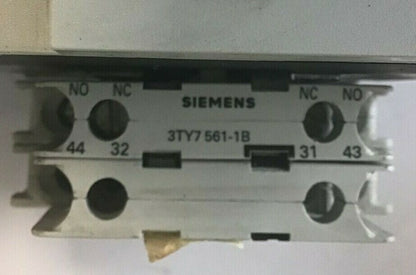 NO NC SIEMENS NC NO
3TY7 561-1B
44 32 31 43